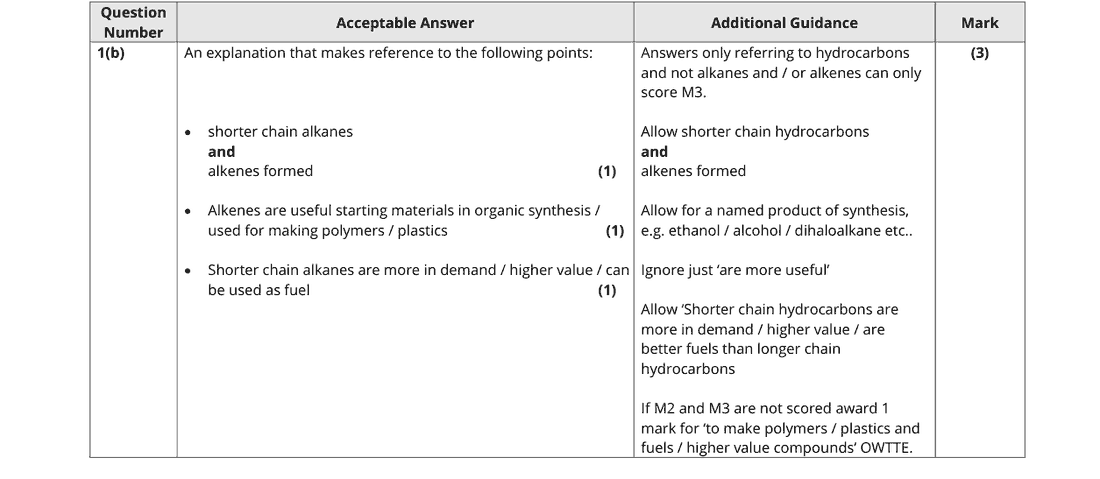 Question Number
Acceptable Answer
Additional Guidance
Mark
1(b)
An explanation that makes reference to the following points:
• shorter chain alkanes
and
alkenes formed (1)
• Alkenes are useful starting materials in organic synthesis /
used for making polymers / plastics (1)
• Shorter chain alkanes are more in demand / higher value / can
be used as fuel (1)
Answers only referring to hydrocarbons
and not alkanes and / or alkenes can only
score M3.
Allow shorter chain hydrocarbons
and
alkenes formed
Allow for a named product of synthesis,
e.g. ethanol / alcohol / dihaloalkane etc..
Ignore just ‘are more useful’
Allow ‘Shorter chain hydrocarbons are
more in demand / higher value / are
better fuels than longer chain
hydrocarbons
If M2 and M3 are not scored award 1
mark for ‘to make polymers / plastics and
fuels / higher value compounds’ OWTTE.
(3)